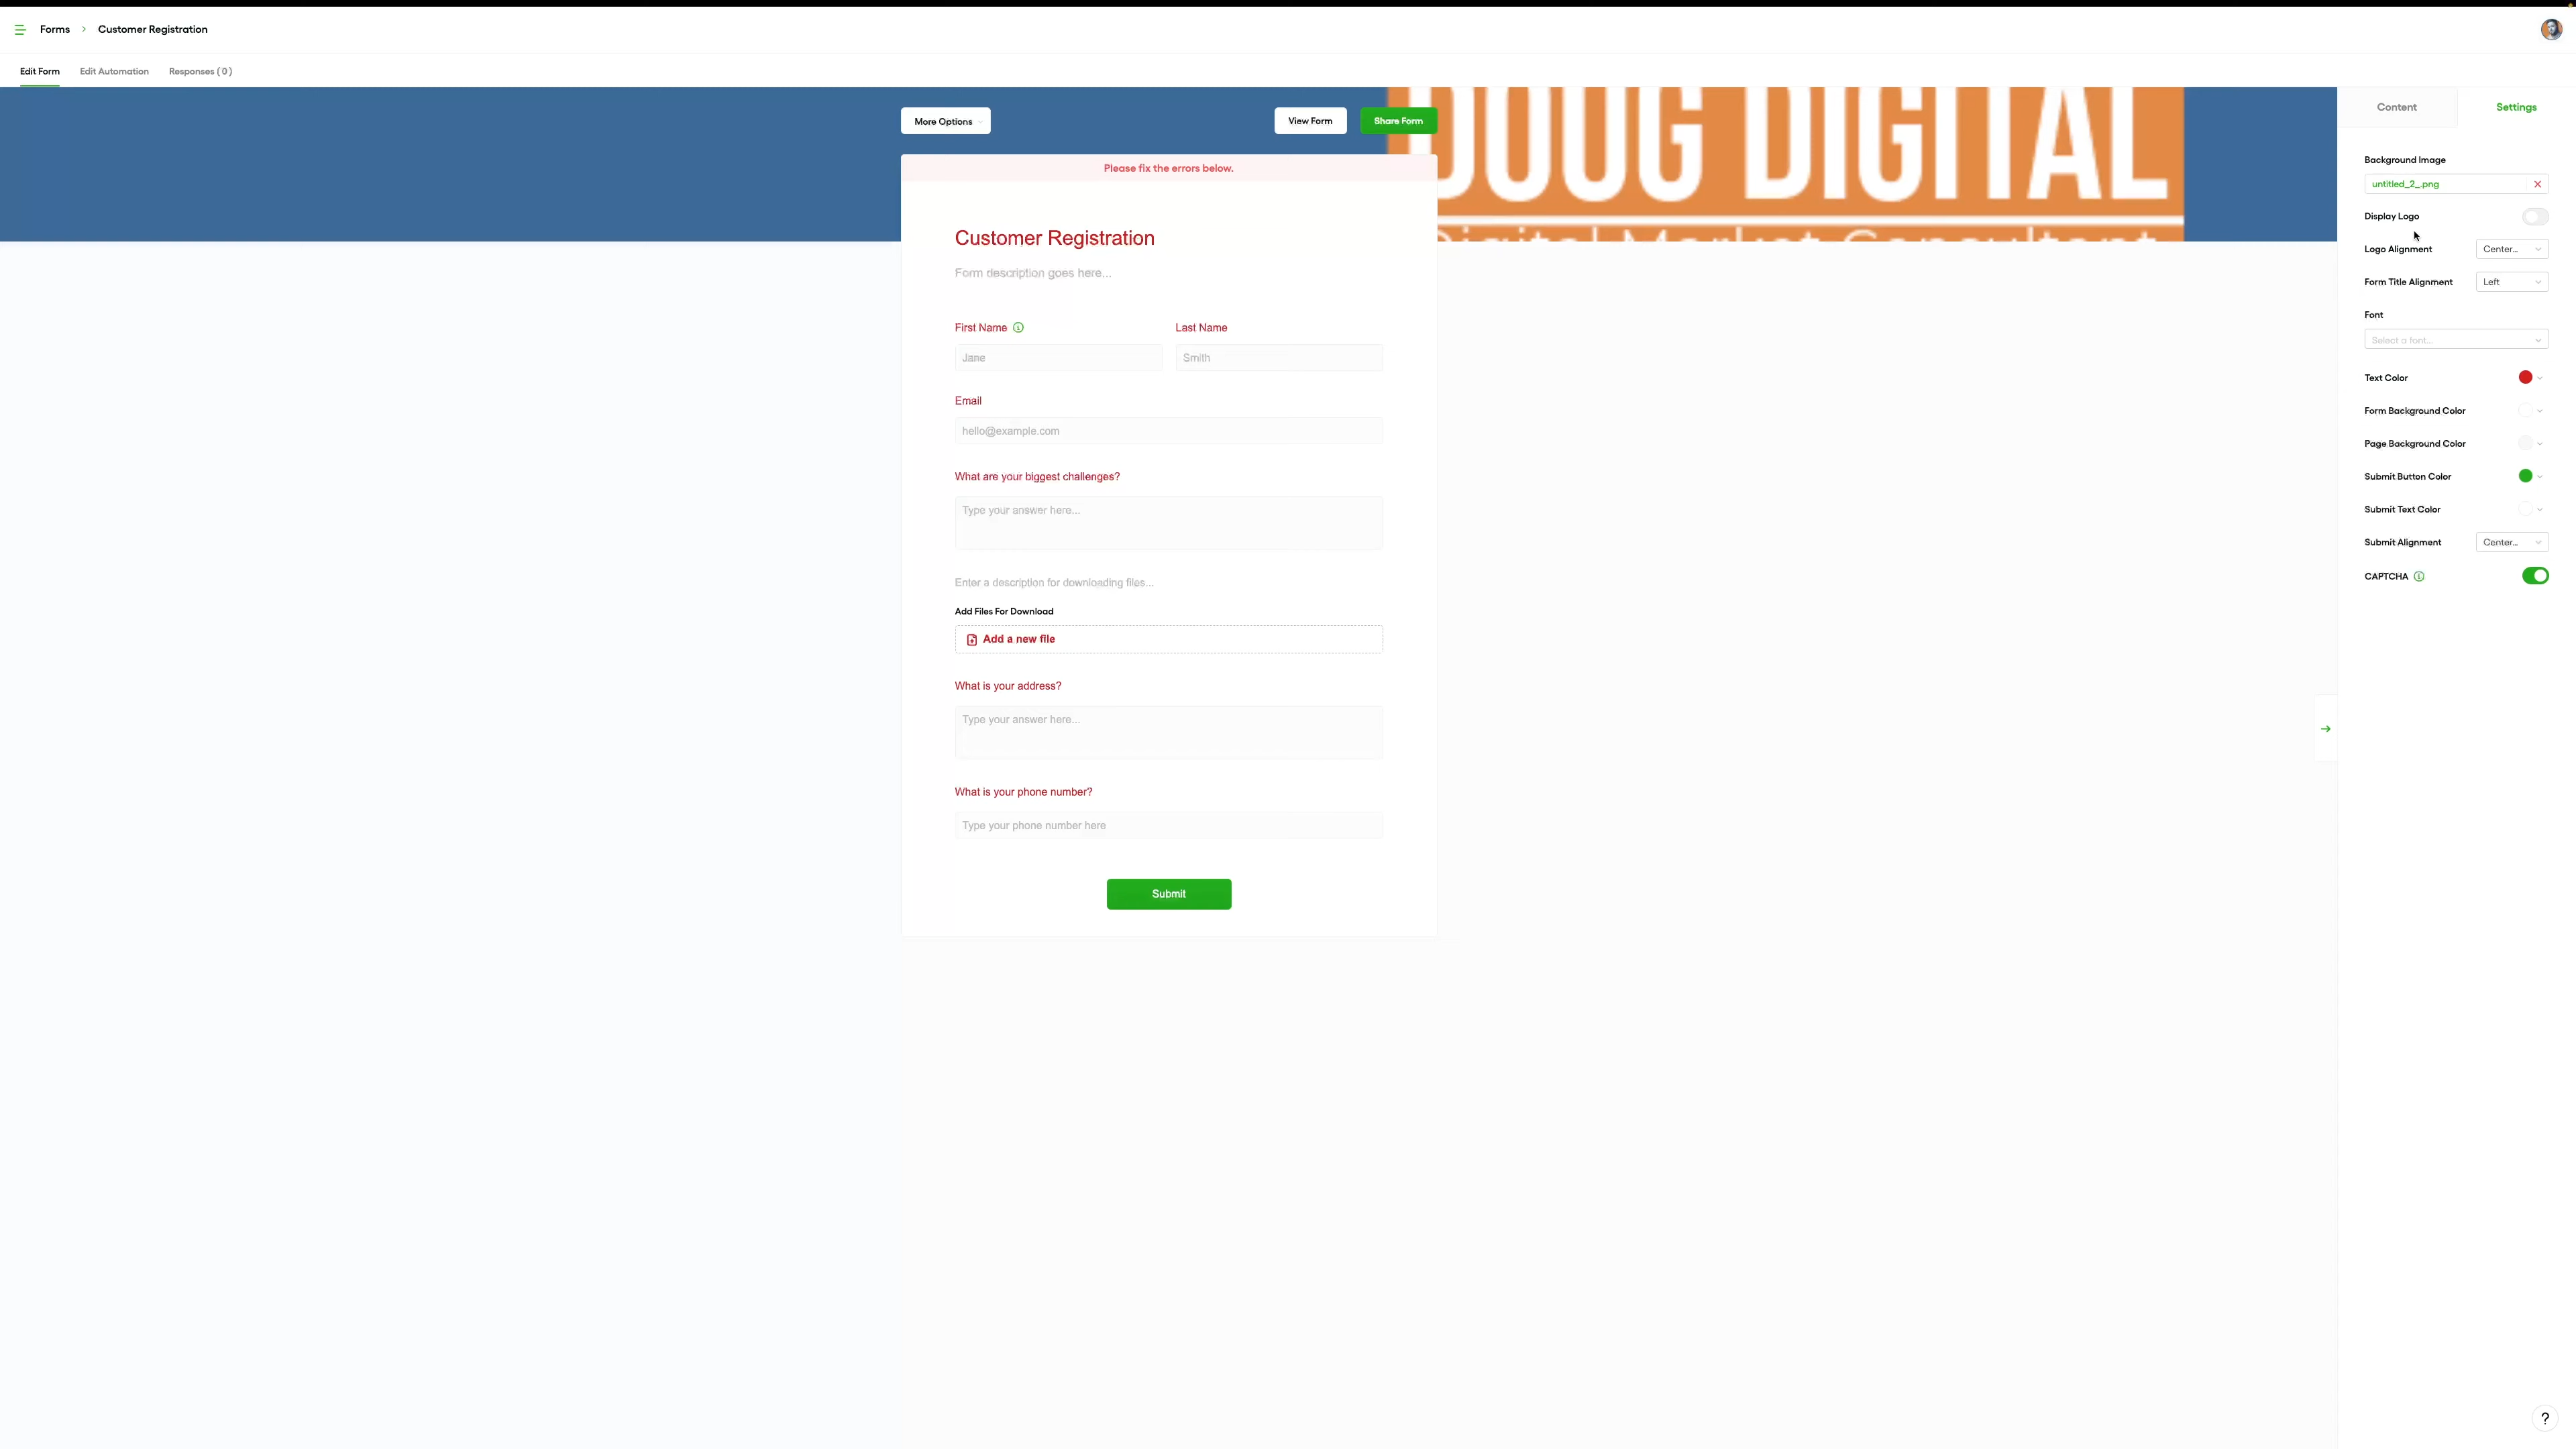 Forms > Customer Registration
Edit Form Edit Automation Responses ( 0 )
More Options View Form Share Form
DOUG DIGITAL
Digital Market Consultant
Please fix the errors below.
Customer Registration
Form description goes here...
First Name Last Name
Jane Smith
Email
hello@example.com
What are your biggest challenges?
Type your answer here...
Enter a description for downloading files...
Add Files For Download
Add a new file
What is your address?
Type your answer here...
What is your phone number?
Type your phone number here
Submit
Content Settings
Background Image
untitled_2_.png
Display Logo
Logo Alignment Center...
Form Title Alignment Left
Font
Select a font...
Text Color
Form Background Color
Page Background Color
Submit Button Color
Submit Text Color
Submit Alignment Center...
CAPTCHA
?